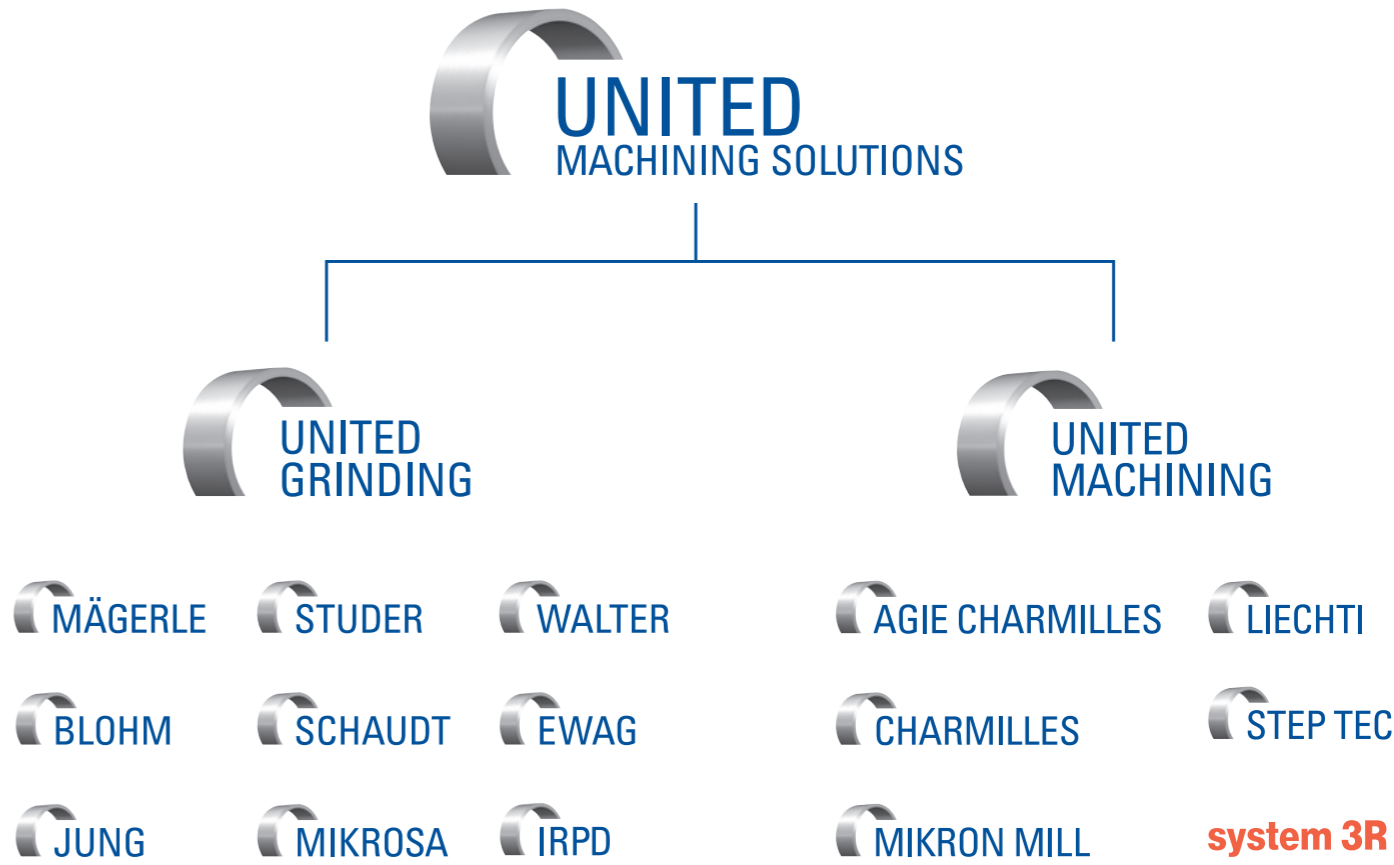 UNITED
MACHINING SOLUTIONS
UNITED
GRINDING
UNITED
MACHINING
MÄGERLE
STUDER
WALTER
BLOHM
SCHAUDT
EWAG
JUNG
MIKROSA
IRPD
AGIE CHARMILLES
LIECHTI
CHARMILLES
STEP TEC
MIKRON MILL
system 3R